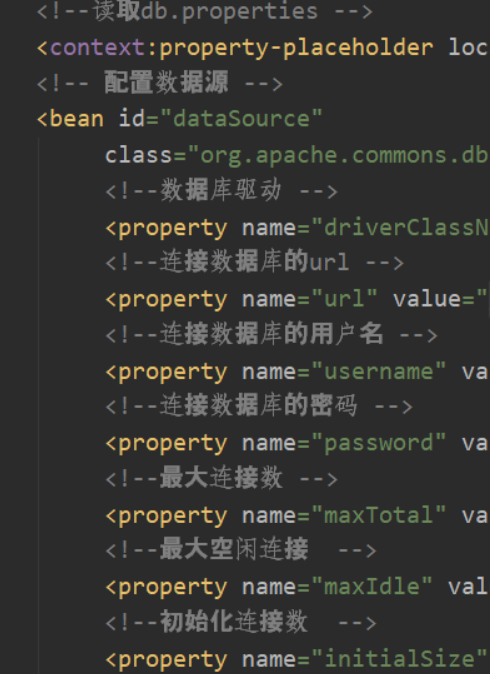 <!--读取db.properties -->
<context:property-placeholder loc
<!-- 配置数据源 -->
<bean id="dataSource"
class="org.apache.commons.db
<!--数据库驱动 -->
<property name="driverClassN
<!--连接数据库的url -->
<property name="url" value="
<!--连接数据库的用户名 -->
<property name="username" va
<!--连接数据库的密码 -->
<property name="password" va
<!--最大连接数 -->
<property name="maxTotal" va
<!--最大空闲连接  -->
<property name="maxIdle" val
<!--初始化连接数  -->
<property name="initialSize"